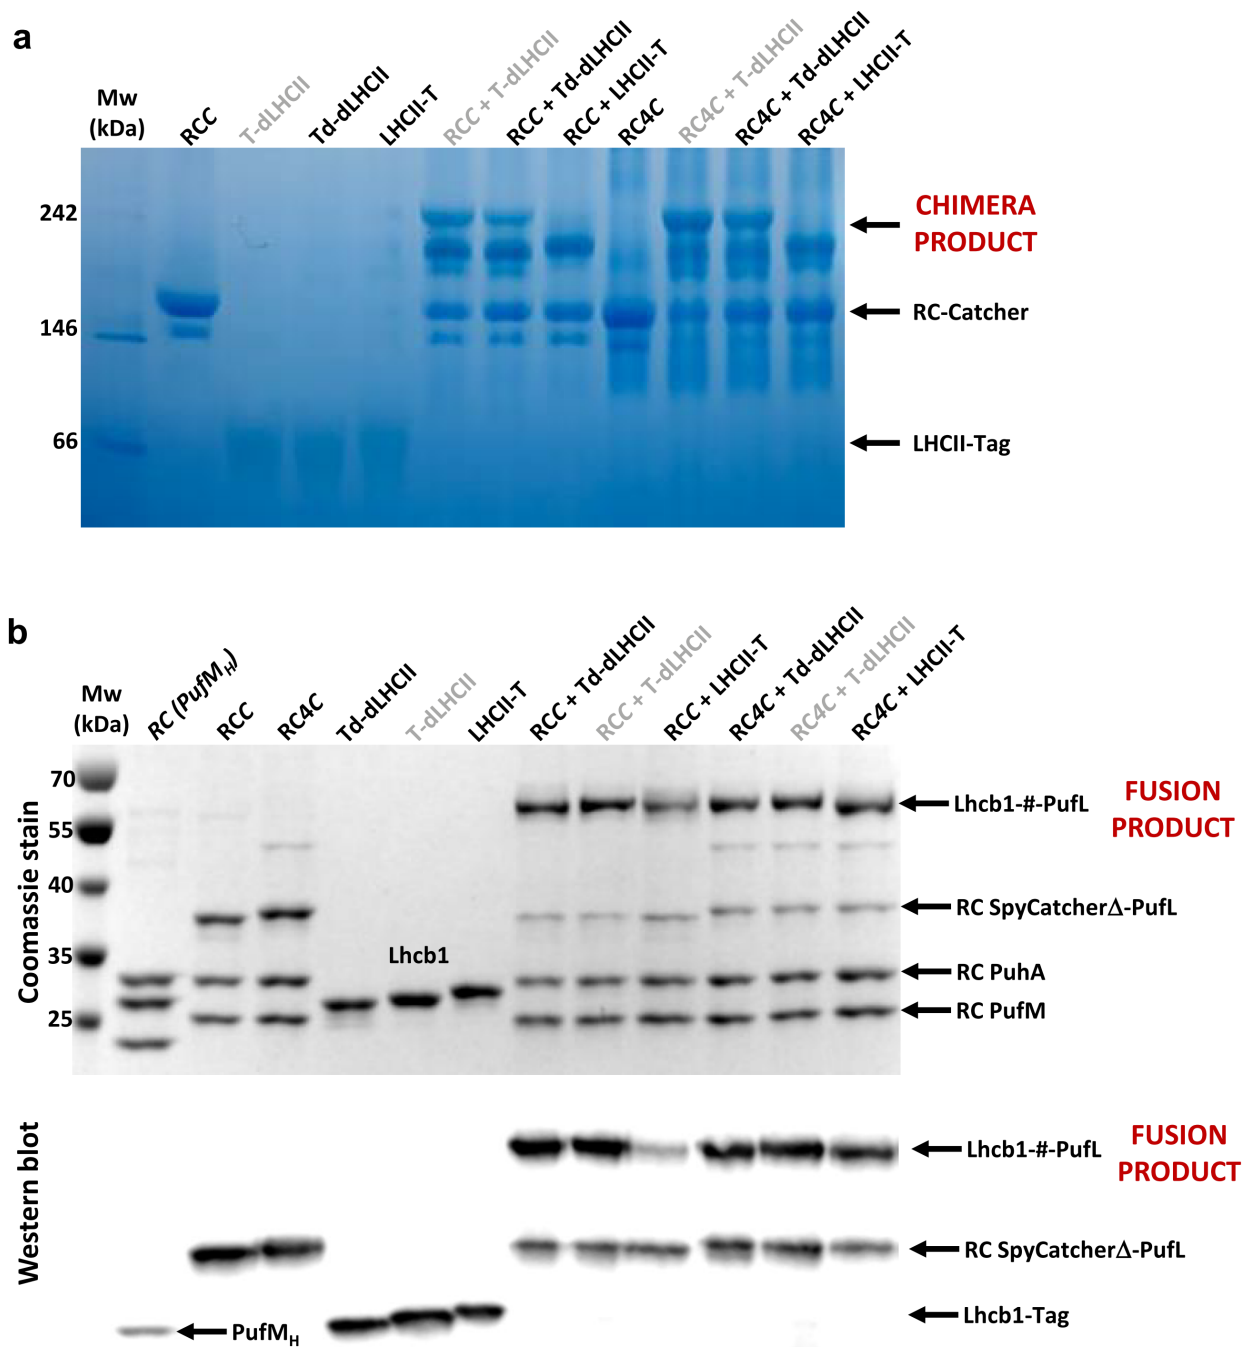 a
Mw
(kDa)
RCC
T-dLHCII
Td-dLHCII
LHCII-T
RCC + T-dLHCII
RCC + Td-dLHCII
RCC + LHCII-T
RC4C
RC4C + T-dLHCII
RC4C + Td-dLHCII
RC4C + LHCII-T
242
146
66
CHIMERA
PRODUCT
RC-Catcher
LHCII-Tag
b
Mw
(kDa)
RC (PufMH)
RCC
RC4C
Td-dLHCII
T-dLHCII
LHCII-T
RCC + Td-dLHCII
RCC + T-dLHCII
RCC + LHCII-T
RC4C + Td-dLHCII
RC4C + T-dLHCII
RC4C + LHCII-T
Coomassie stain
70
55
40
35
25
Lhcb1
Lhcb1-#-PufL
FUSION
PRODUCT
RC SpyCatcherΔ-PufL
RC PuhA
RC PufM
Western blot
Lhcb1-#-PufL
FUSION
PRODUCT
RC SpyCatcherΔ-PufL
Lhcb1-Tag
PufMH